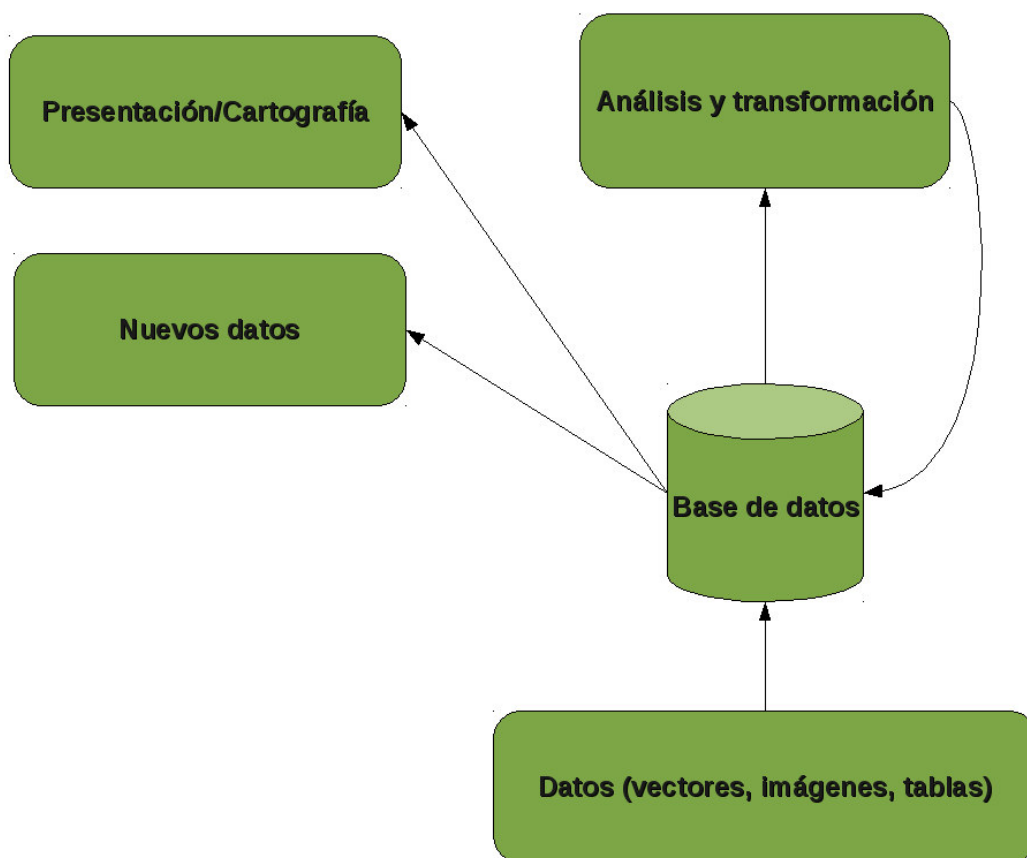 Presentación/Cartografía
Análisis y transformación
Nuevos datos
Base de datos
Datos (vectores, imágenes, tablas)